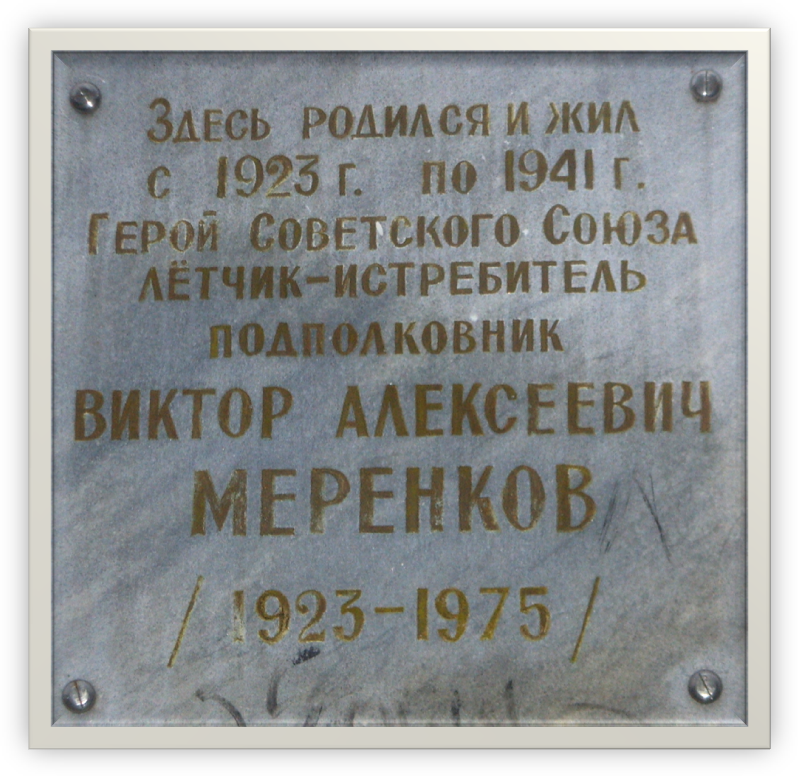 Здесь родился и жил
с 1923 г. по 1941 г.
Герой Советского Союза
лётчик-истребитель
подполковник
ВИКТОР АЛЕКСЕЕВИЧ
МЕРЕНКОВ
/1923-1975/